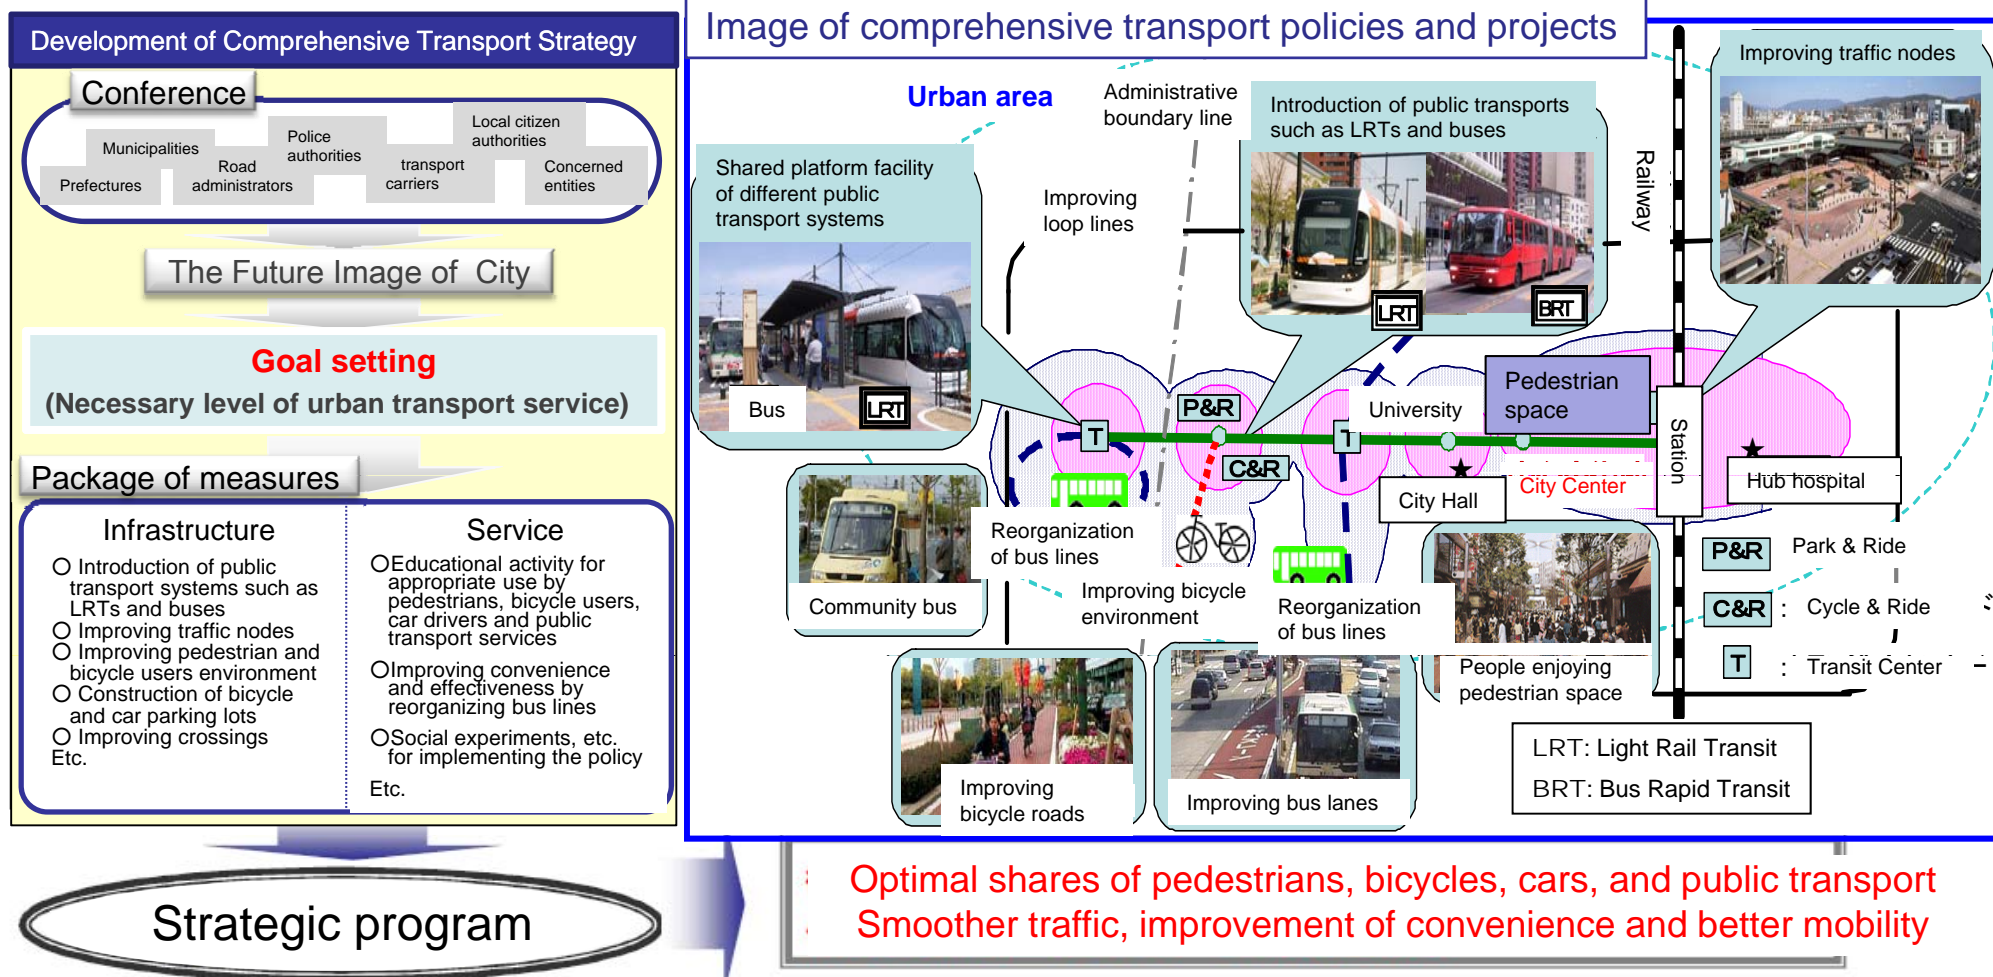 Development of Comprehensive Transport Strategy
Conference
Local citizen
authorities
Police
authorities
Municipalities
Road
administrators
transport
carriers
Concerned
entities
Prefectures
The Future Image of City
Goal setting
(Necessary level of urban transport service)
Package of measures
Infrastructure
○ Introduction of public
transport systems such as
LRTs and buses
○ Improving traffic nodes
○ Improving pedestrian and
bicycle users environment
○ Construction of bicycle
and car parking lots
○ Improving crossings
Etc.
Service
○Educational activity for
appropriate use by
pedestrians, bicycle users,
car drivers and public
transport services
○Improving convenience
and effectiveness by
reorganizing bus lines
○Social experiments, etc.
for implementing the policy
Etc.
Strategic program
Image of comprehensive transport policies and projects
Urban area
Administrative
boundary line
Improving
loop lines
Shared platform facility
of different public
transport systems
Bus
LRT
Introduction of public transports
such as LRTs and buses
LRT
BRT
Railway
Improving traffic nodes
T
P&R
C&R
T
University
Pedestrian
space
Station
City Hall
City Center
Hub hospital
Community bus
Reorganization
of bus lines
Improving bicycle
environment
Reorganization
of bus lines
People enjoying
pedestrian space
Improving
bicycle roads
Improving bus lanes
P&R Park & Ride
C&R : Cycle & Ride
T : Transit Center
LRT: Light Rail Transit
BRT: Bus Rapid Transit
Optimal shares of pedestrians, bicycles, cars, and public transport
Smoother traffic, improvement of convenience and better mobility